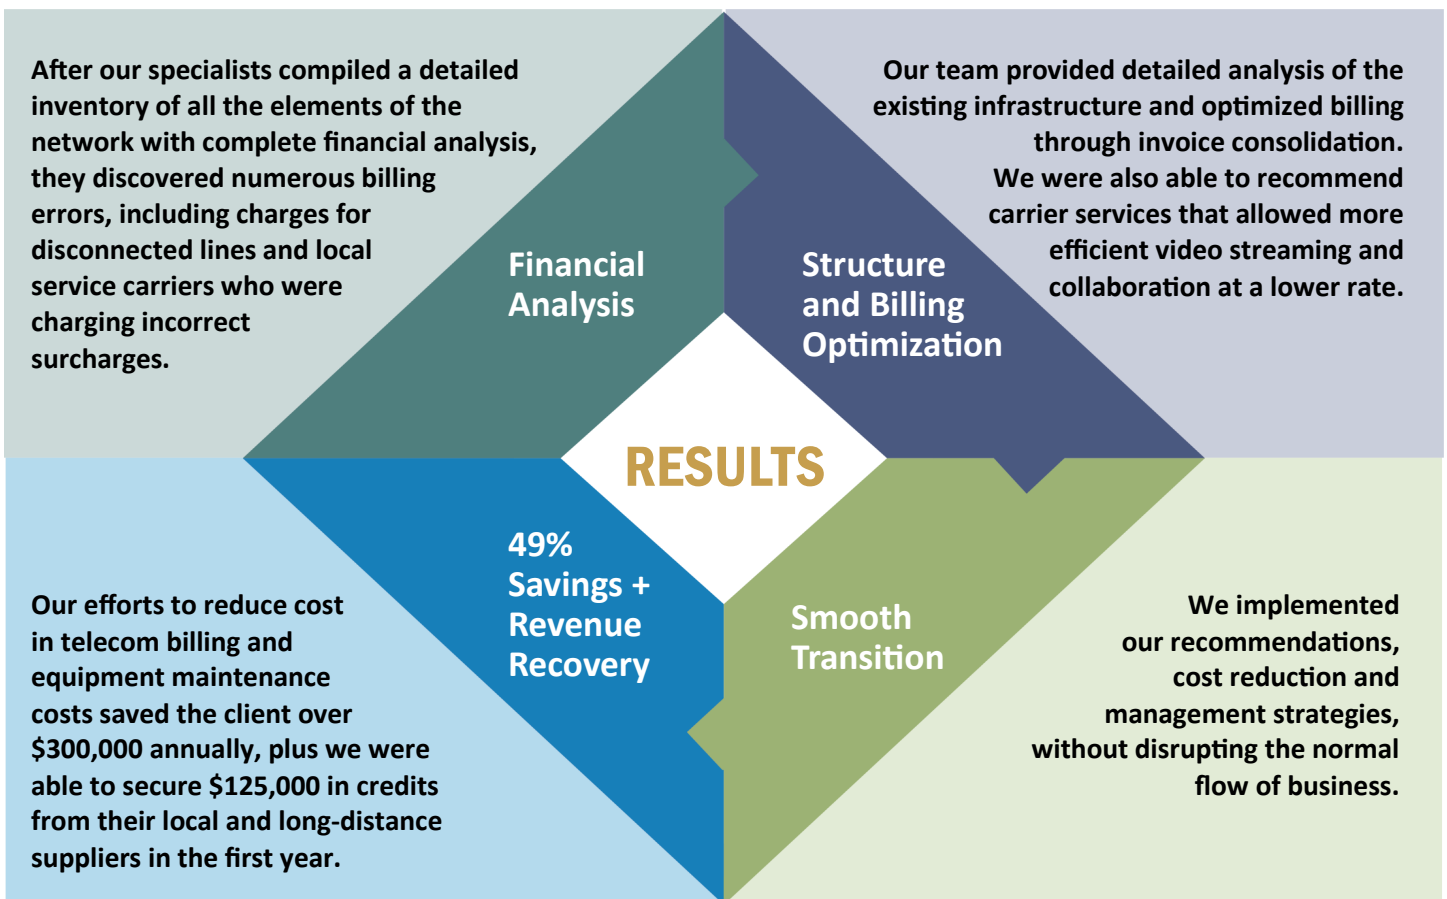 After our specialists compiled a detailed
inventory of all the elements of the
network with complete financial analysis,
they discovered numerous billing
errors, including charges for
disconnected lines and local
service carriers who were
charging incorrect
surcharges.
Financial
Analysis
Structure
and Billing
Optimization
Our team provided detailed analysis of the
existing infrastructure and optimized billing
through invoice consolidation.
We were also able to recommend
carrier services that allowed more
efficient video streaming and
collaboration at a lower rate.
RESULTS
Our efforts to reduce cost
in telecom billing and
equipment maintenance
costs saved the client over
$300,000 annually, plus we were
able to secure $125,000 in credits
from their local and long-distance
suppliers in the first year.
49%
Savings +
Revenue
Recovery
Smooth
Transition
We implemented
our recommendations,
cost reduction and
management strategies,
without disrupting the normal
flow of business.